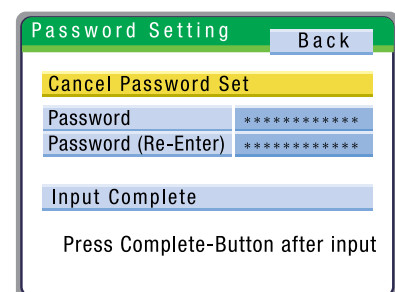 Password Setting
Back
Cancel Password Set
Password ************
Password (Re-Enter) ************
Input Complete
Press Complete-Button after input